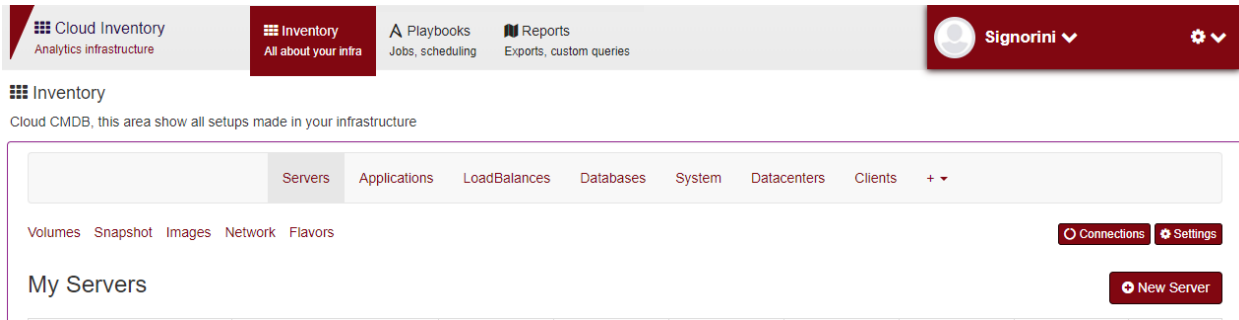 Cloud Inventory
Analytics infrastructure
Inventory
All about your infra
Playbooks
Jobs, scheduling
Reports
Exports, custom queries
Signorini
Inventory
Cloud CMDB, this area show all setups made in your infrastructure
Servers Applications LoadBalances Databases System Datacenters Clients +
Volumes Snapshot Images Network Flavors
Connections Settings
My Servers
New Server